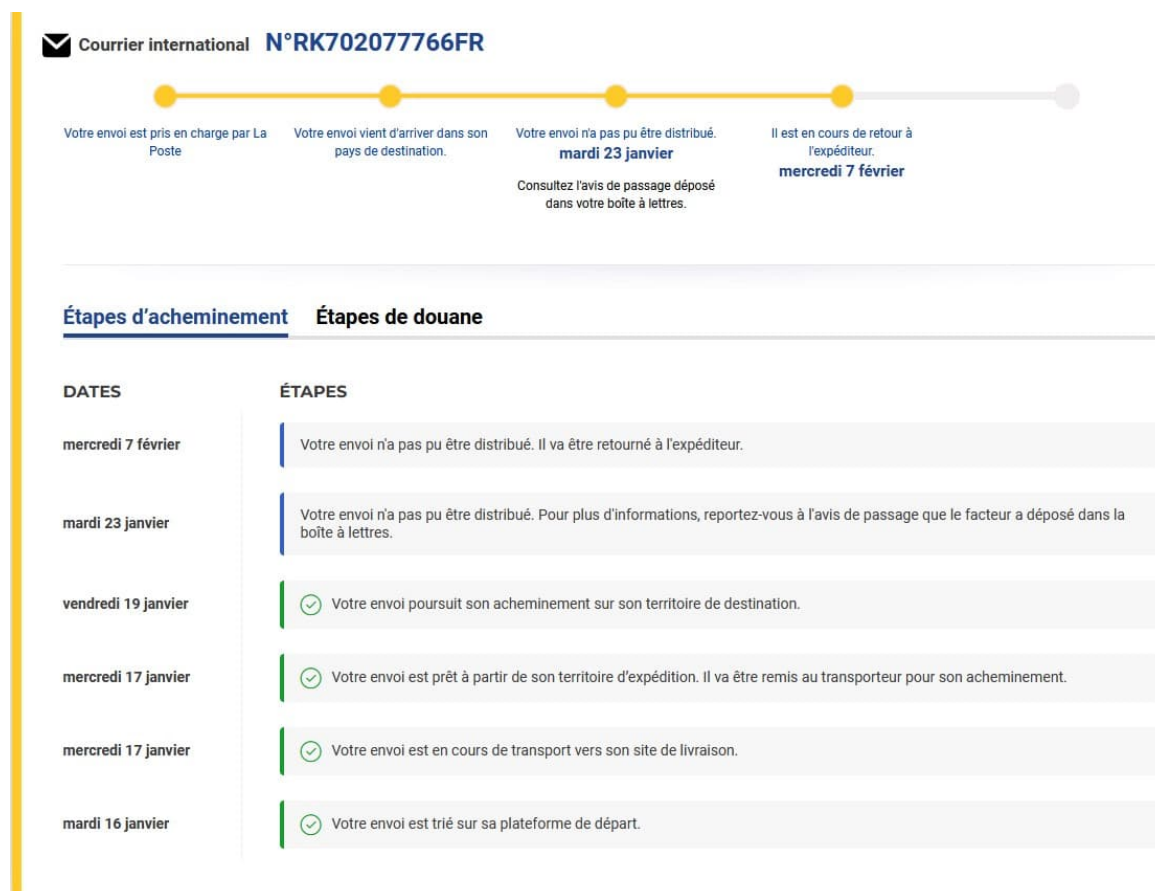 Courrier international N°RK702077766FR
Votre envoi est pris en charge par La
Poste
Votre envoi vient d'arriver dans son
pays de destination.
Votre envoi n'a pas pu être distribué.
mardi 23 janvier
Consultez l'avis de passage déposé
dans votre boîte à lettres.
Il est en cours de retour à
l'expéditeur.
mercredi 7 février
Étapes d'acheminement Étapes de douane
DATES ÉTAPES
mercredi 7 février Votre envoi n'a pas pu être distribué. Il va être retourné à l'expéditeur.
mardi 23 janvier Votre envoi n'a pas pu être distribué. Pour plus d'informations, reportez-vous à l'avis de passage que le facteur a déposé dans la
boîte à lettres.
vendredi 19 janvier Votre envoi poursuit son acheminement sur son territoire de destination.
mercredi 17 janvier Votre envoi est prêt à partir de son territoire d'expédition. Il va être remis au transporteur pour son acheminement.
mercredi 17 janvier Votre envoi est en cours de transport vers son site de livraison.
mardi 16 janvier Votre envoi est trié sur sa plateforme de départ.